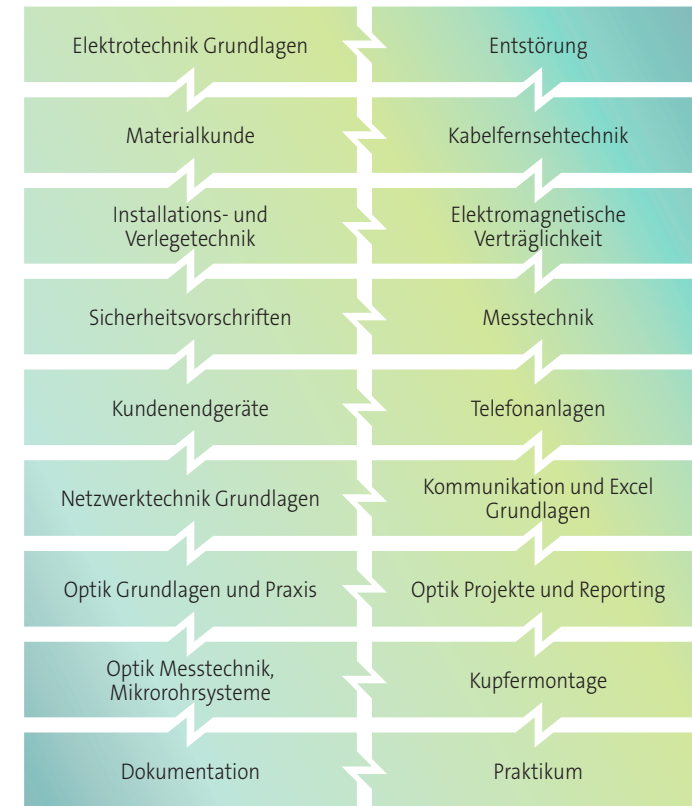 Elektrotechnik Grundlagen
Entstörung
Materialkunde
Kabelfernsehtechnik
Installations- und
Verlegetechnik
Elektromagnetische
Verträglichkeit
Sicherheitsvorschriften
Messtechnik
Kundenendgeräte
Telefonanlagen
Netzwerktechnik Grundlagen
Kommunikation und Excel
Grundlagen
Optik Grundlagen und Praxis
Optik Projekte und Reporting
Optik Messtechnik,
Mikrorohrsysteme
Kupfermontage
Dokumentation
Praktikum